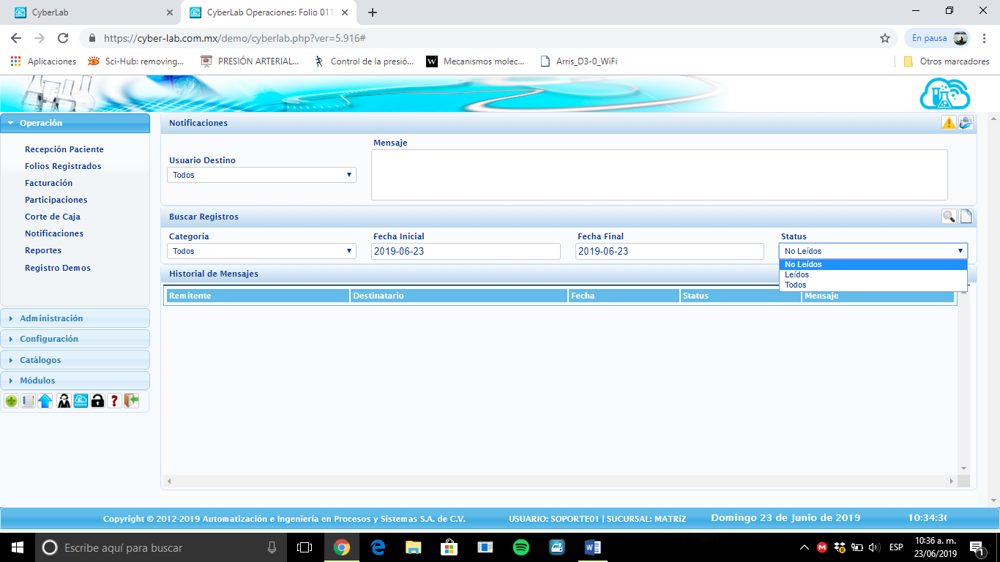 CyberLab
CyberLab Operaciones: Folio 011
https://cyber-lab.com.mx/demo/cyberlab.php?ver=5.916#
En pausa
Aplicaciones
Sci-Hub: removing...
PRESIÓN ARTERIAL...
Control de la presió...
W Mecanismos molec...
Arris_D3-0_WiFi
Otros marcadores
Operación
Recepción Paciente
Folios Registrados
Facturación
Participaciones
Corte de Caja
Notificaciones
Reportes
Registro Demos
Administración
Configuración
Catálogos
Módulos
Notificaciones
Mensaje
Usuario Destino
Todos
Buscar Registros
Categoría
Fecha Inicial
Fecha Final
Status
Todos
2019-06-23
2019-06-23
No Leídos
No Leídos
Leídos
Todos
Historial de Mensajes
Remitente
Destinatario
Fecha
Status
Mensaje
Copyright © 2012-2019 Automatización e Ingeniería en Procesos y Sistemas S.A. de C.V.
USUARIO: SOPORTE01 | SUCURSAL: MATRÍZ
Domingo 23 de Junio de 2019
10:34:30
Escribe aquí para buscar
ESP
10:36 a. m.
23/06/2019
1